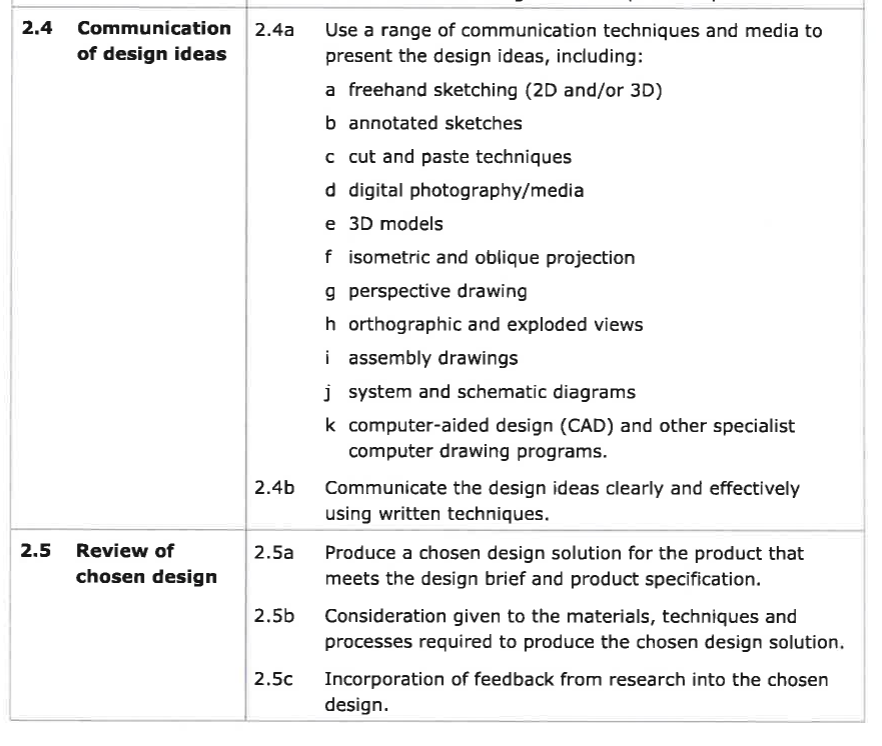 2.4 Communication of design ideas
2.4a Use a range of communication techniques and media to
present the design ideas, including:
a freehand sketching (2D and/or 3D)
b annotated sketches
c cut and paste techniques
d digital photography/media
e 3D models
f isometric and oblique projection
g perspective drawing
h orthographic and exploded views
i assembly drawings
j system and schematic diagrams
k computer-aided design (CAD) and other specialist
computer drawing programs.
2.4b Communicate the design ideas clearly and effectively
using written techniques.
2.5 Review of
chosen design
2.5a Produce a chosen design solution for the product that
meets the design brief and product specification.
2.5b Consideration given to the materials, techniques and
processes required to produce the chosen design solution.
2.5c Incorporation of feedback from research into the chosen
design.